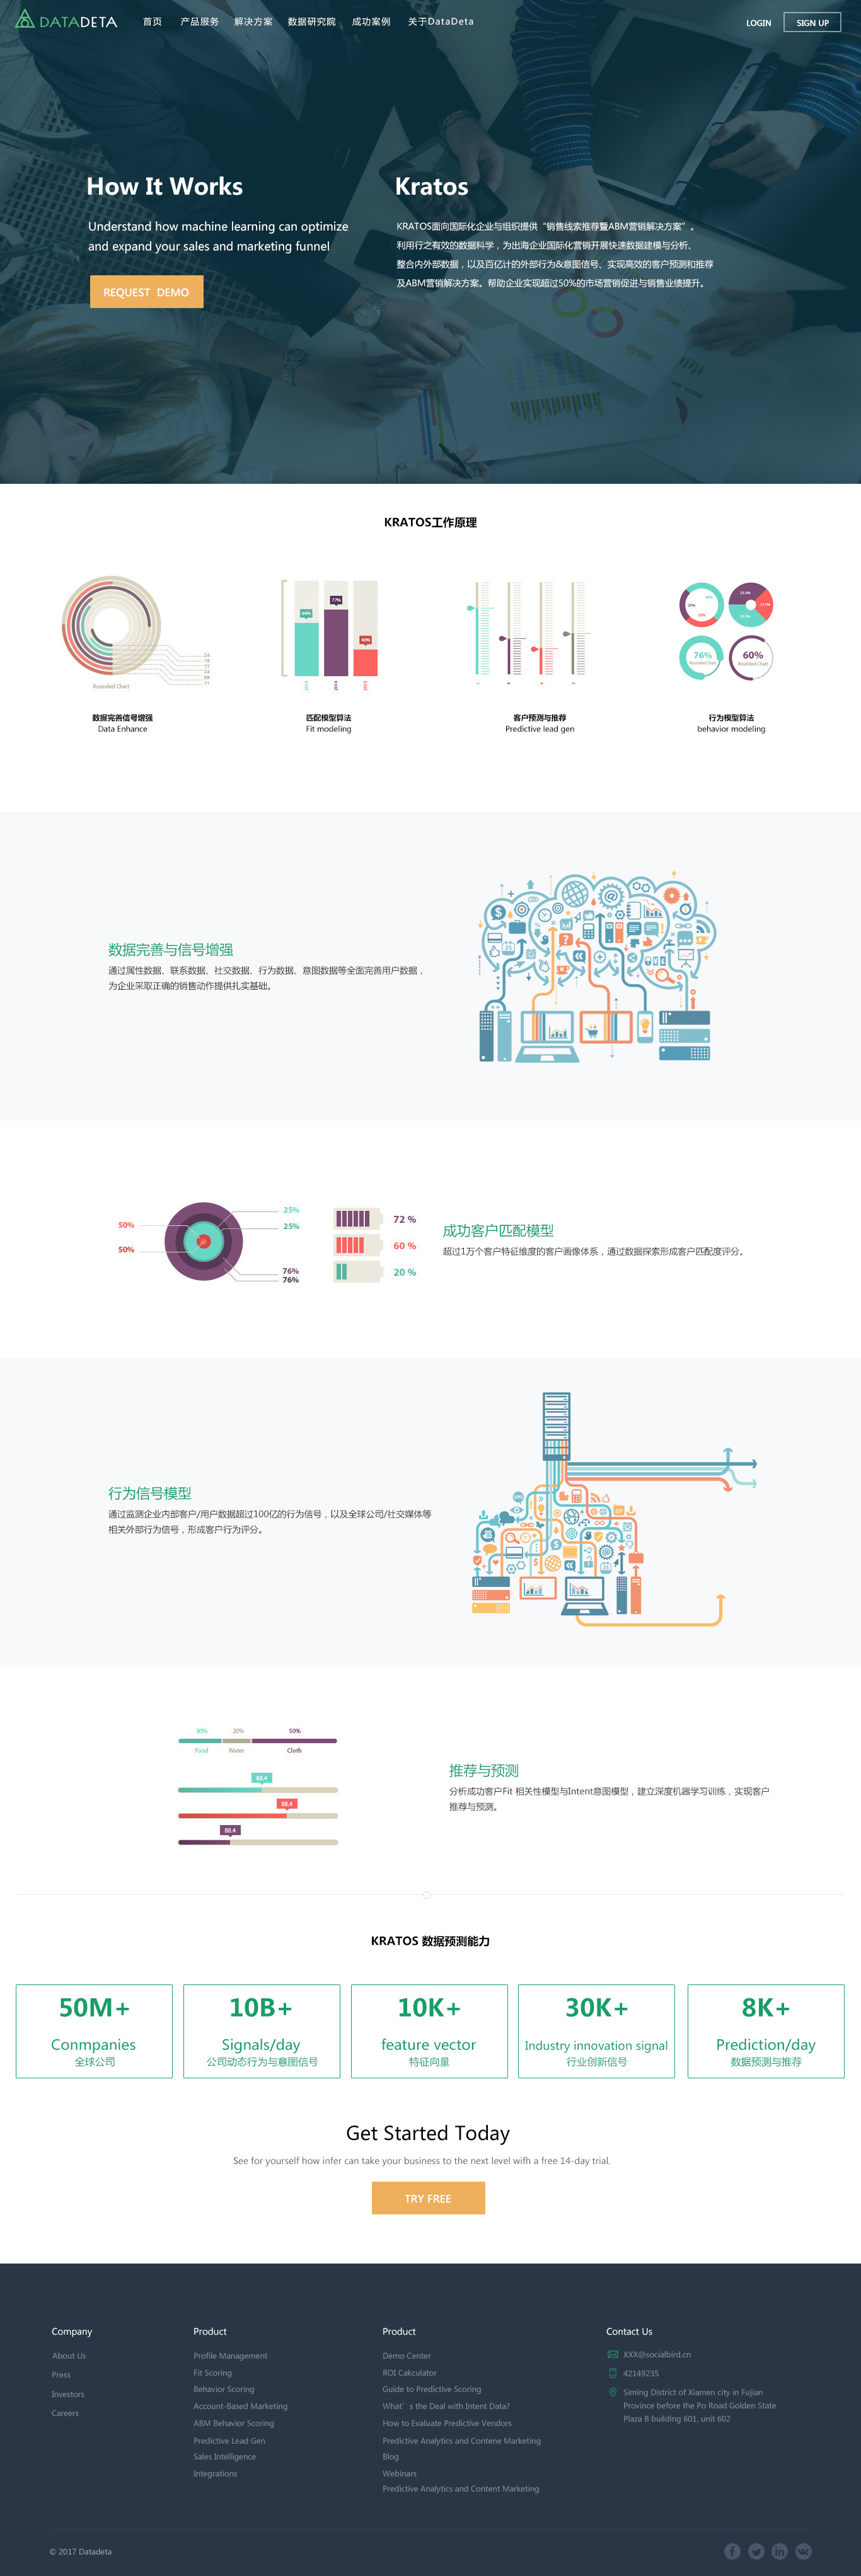 DATADETA
首页 产品服务 解决方案 数据研究院 成功案例 关于DataDeta
LOGIN SIGN UP
How It Works
Understand how machine learning can optimize
and expand your sales and marketing funnel
REQUEST DEMO
Kratos
KRATOS面向国际化企业与组织提供“销售线索推荐暨ABM营销解决方案”。
利用行之有效的数据科学，为出海企业国际化营销开展快速数据建模与分析、
整合内外部数据，以及百亿计的外部行为&意图信号、实现高效的客户预测和推荐
及ABM营销解决方案。帮助企业实现超过50%的市场营销促进与销售业绩提升。
KRATOS工作原理
Rounded Chart
77%
2014
76%
Rounded Chart
60%
Rounded Chart
数据完善信号增强
Data Enhance
匹配模型算法
Fit modeling
客户预测与推荐
Predictive lead gen
行为模型算法
behavior modeling
数据完善与信号增强
通过属性数据、联系数据、社交数据、行为数据、意图数据等全面完善用户数据，
为企业采取正确的销售动作提供扎实基础。
50%
50%
25%
25%
76%
76%
72 %
60 %
20 %
成功客户匹配模型
超过1万个客户特征维度的客户画像体系，通过数据探索形成客户匹配度评分。
行为信号模型
通过监测企业内部客户/用户数据超过100亿的行为信号，以及全球公司/社交媒体等
相关外部行为信号，形成客户行为评分。
30% 20% 50%
Food Water Cloth
88.4
88.4
88.4
推荐与预测
分析成功客户Fit 相关性模型与Intent意图模型，建立深度机器学习训练，实现客户
推荐与预测。
KRATOS 数据预测能力
50M+
Conmpanies
全球公司
10B+
Signals/day
公司动态行为与意图信号
10K+
feature vector
特征向量
30K+
Industry innovation signal
行业创新信号
8K+
Prediction/day
数据预测与推荐
Get Started Today
See for yourself how infer can take your business to the next level wifh a free 14-day trial.
TRY FREE
Company
About Us
Press
Investors
Careers
Product
Profile Management
Fit Scoring
Behavior Scoring
Account-Based Marketing
ABM Behavior Scoring
Predictive Lead Gen
Sales Intelligence
Integrations
Product
Demo Center
ROI Cakculator
Guide to Predictive Scoring
What’s the Deal with Intent Data?
How to Evaluate Predictive Vendors
Predictive Analytics and Contene Marketing
Blog
Webinars
Predictive Analytics and Content Marketing
Contact Us
XXX@socialbird.cn
42149235
Siming District of Xiamen city in Fujian
Province before the Po Road Golden State
Plaza B building 601, unit 602
© 2017 Datadeta